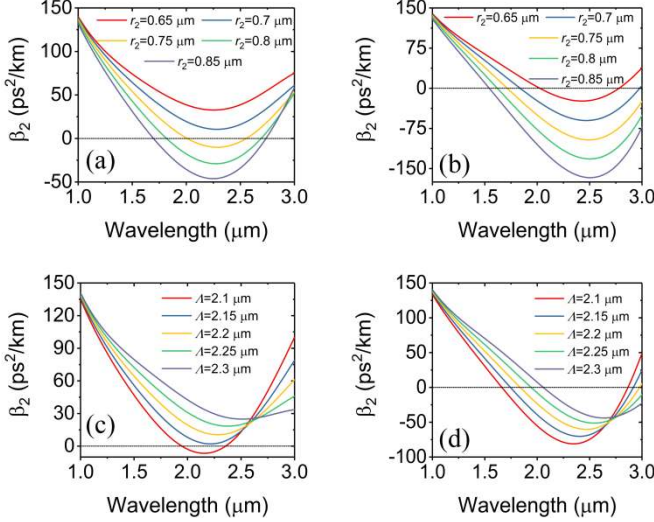 150
100
50
0
-50
β₂ (ps²/km)
r₂=0.65 μm
r₂=0.7 μm
r₂=0.75 μm
r₂=0.8 μm
r₂=0.85 μm
(a)
1.0 1.5 2.0 2.5 3.0
Wavelength (μm)
150
75
0
-75
-150
β₂ (ps²/km)
r₂=0.65 μm
r₂=0.7 μm
r₂=0.75 μm
r₂=0.8 μm
r₂=0.85 μm
(b)
1.0 1.5 2.0 2.5 3.0
Wavelength (μm)
150
120
90
60
30
0
β₂ (ps²/km)
Λ=2.1 μm
Λ=2.15 μm
Λ=2.2 μm
Λ=2.25 μm
Λ=2.3 μm
(c)
1.0 1.5 2.0 2.5 3.0
Wavelength (μm)
150
100
50
0
-50
-100
β₂ (ps²/km)
Λ=2.1 μm
Λ=2.15 μm
Λ=2.2 μm
Λ=2.25 μm
Λ=2.3 μm
(d)
1.0 1.5 2.0 2.5 3.0
Wavelength (μm)